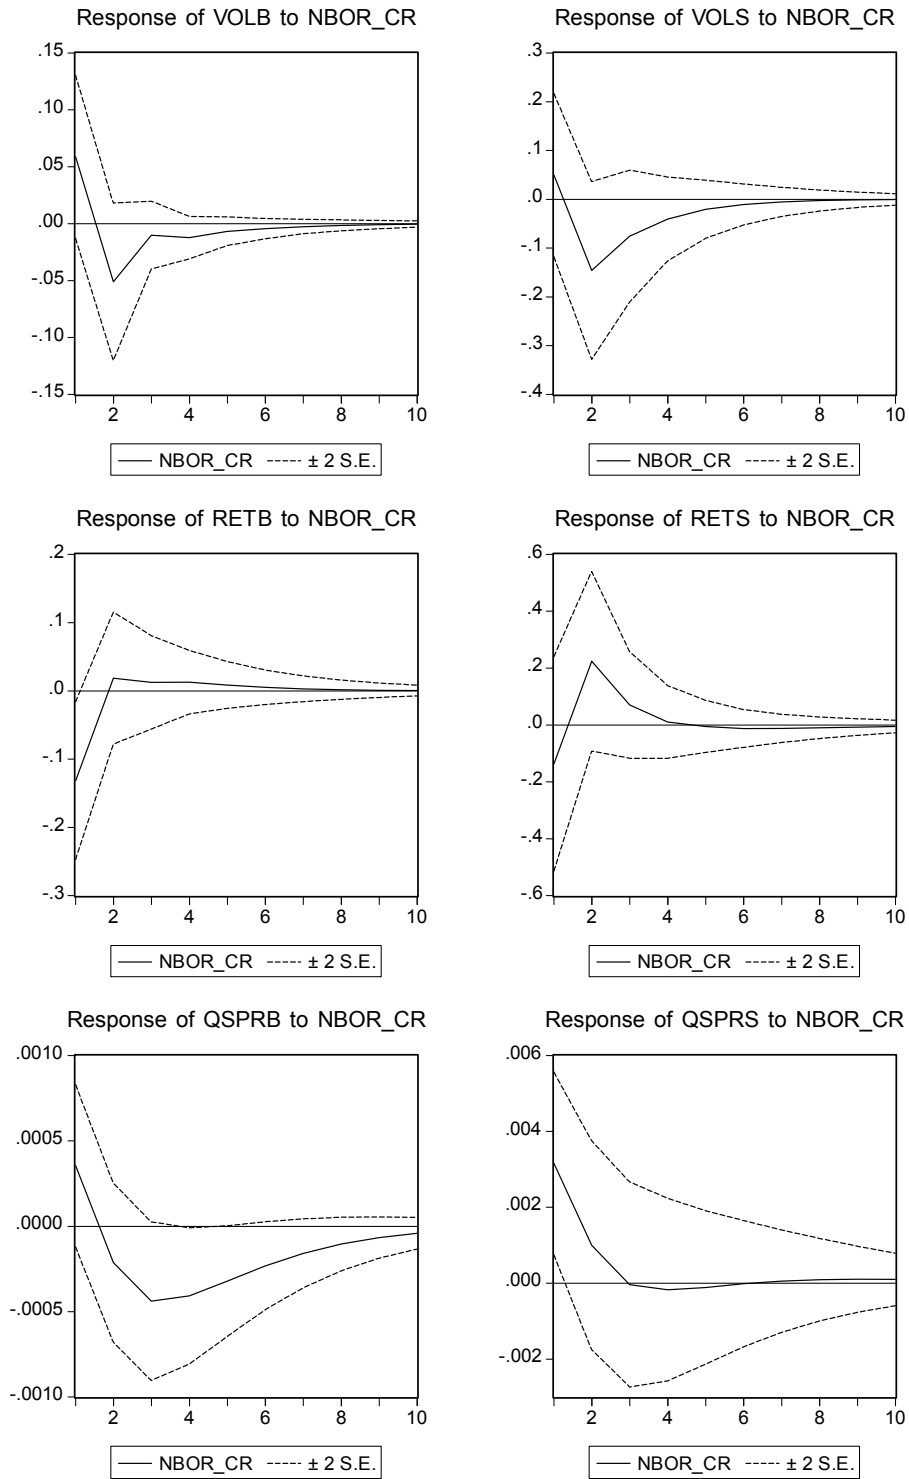 Response of VOLB to NBOR_CR
.15
.10
.05
.00
-.05
-.10
-.15
2 4 6 8 10
NBOR_CR ± 2 S.E.
Response of VOLS to NBOR_CR
.3
.2
.1
.0
-.1
-.2
-.3
-.4
2 4 6 8 10
NBOR_CR ± 2 S.E.
Response of RETB to NBOR_CR
.2
.1
.0
-.1
-.2
-.3
2 4 6 8 10
NBOR_CR ± 2 S.E.
Response of RETS to NBOR_CR
.6
.4
.2
.0
-.2
-.4
-.6
2 4 6 8 10
NBOR_CR ± 2 S.E.
Response of QSPRB to NBOR_CR
.0010
.0005
.0000
-.0005
-.0010
2 4 6 8 10
NBOR_CR ± 2 S.E.
Response of QSPRS to NBOR_CR
.006
.004
.002
.000
-.002
2 4 6 8 10
NBOR_CR ± 2 S.E.